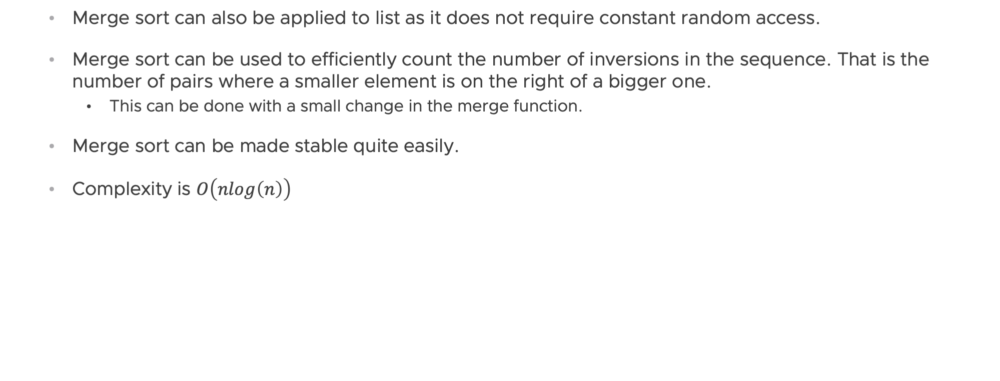 • Merge sort can also be applied to list as it does not require constant random access.
• Merge sort can be used to efficiently count the number of inversions in the sequence. That is the
number of pairs where a smaller element is on the right of a bigger one.
• This can be done with a small change in the merge function.
• Merge sort can be made stable quite easily.
• Complexity is O(nlog(n))